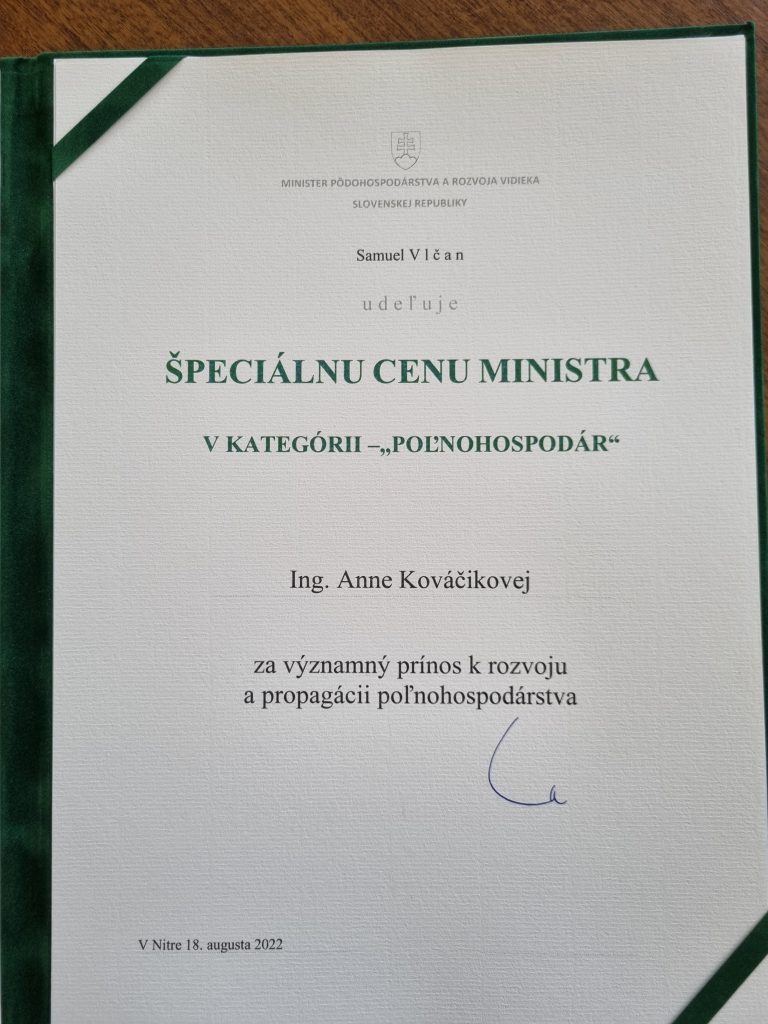 MINISTER PÔDOHOSPODÁRSTVA A ROZVOJA VIDIEKA
SLOVENSKEJ REPUBLIKY
Samuel V l č a n
u d e ľ u j e
ŠPECIÁLNU CENU MINISTRA
V KATEGÓRII –„POĽNOHOSPODÁR“
Ing. Anne Kováčikovej
za významný prínos k rozvoju
a propagácii poľnohospodárstva
V Nitre 18. augusta 2022